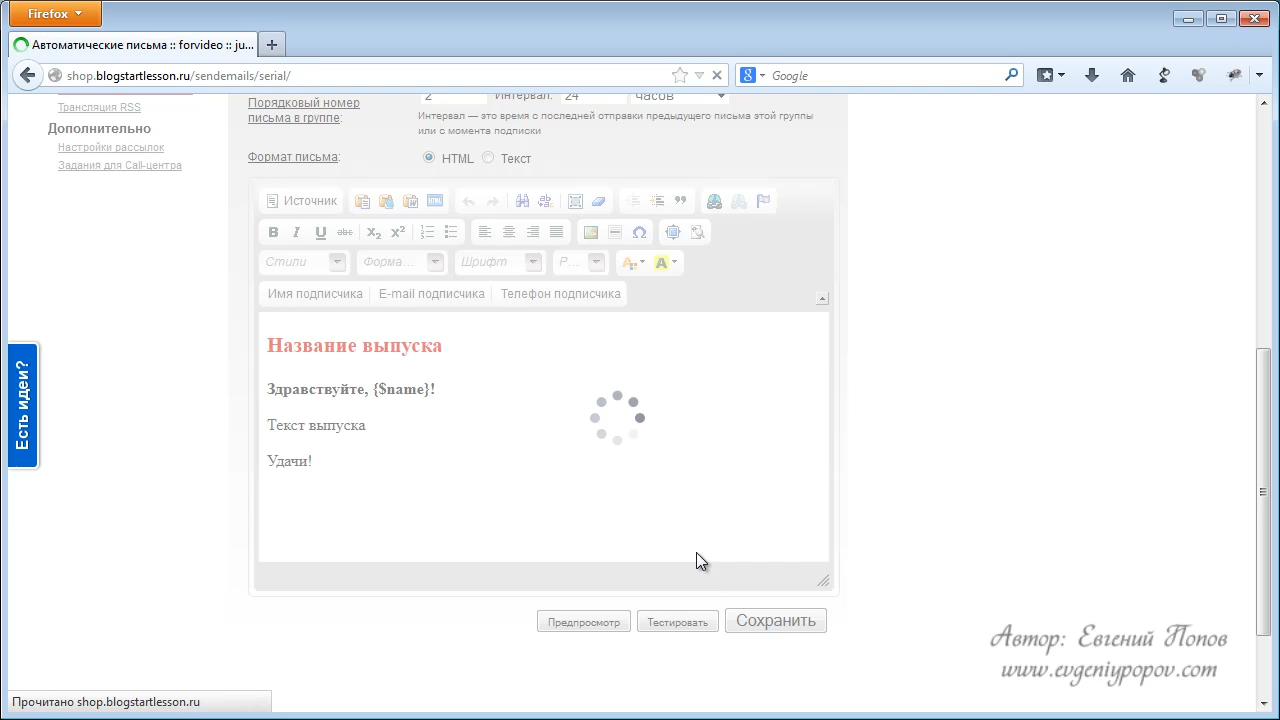 Firefox
Автоматические письма :: forvideo :: ju...
shop.blogstartlesson.ru/sendemails/serial/
Google
Трансляция RSS
Дополнительно
Настройки рассылок
Задания для Call-центра
Есть идеи?
Порядковый номер
письма в группе:
2 Интервал: 24 часов
Интервал — это время с последней отправки предыдущего письма этой группы
или с момента подписки
Формат письма:
HTML Текст
Источник
Стили Форма... Шрифт Р...
Имя подписчика E-mail подписчика Телефон подписчика
Название выпуска
Здравствуйте, {$name}!
Текст выпуска
Удачи!
Предпросмотр Тестировать Сохранить
Автор: Евгений Попов
www.evgeniypopov.com
Прочитано shop.blogstartlesson.ru